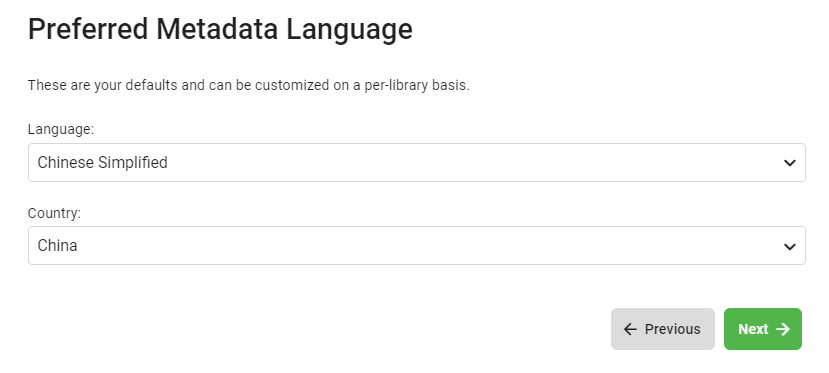 Preferred Metadata Language
These are your defaults and can be customized on a per-library basis.
Language:
Chinese Simplified
Country:
China
Previous
Next